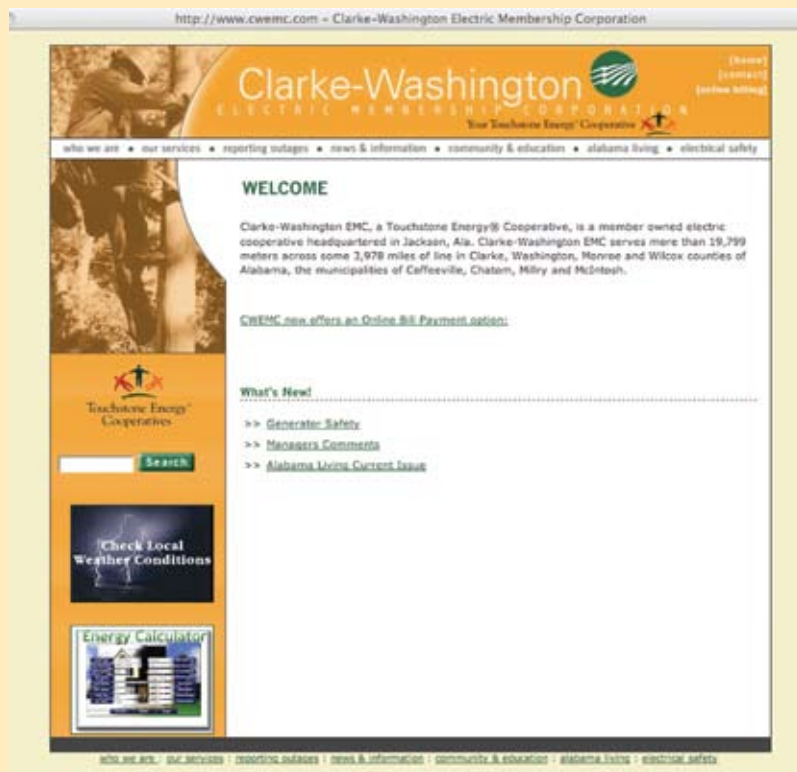 http://www.cwemc.com – Clarke-Washington Electric Membership Corporation
Clarke-Washington
ELECTRIC MEMBERSHIP CORPORATION
Your Touchstone Energy® Cooperative
[home]
[contact]
[online billing]
who we are • our services • reporting outages • news & information • community & education • alabama living • electrical safety
WELCOME
Clarke-Washington EMC, a Touchstone Energy® Cooperative, is a member owned electric
cooperative headquartered in Jackson, Ala. Clarke-Washington EMC serves more than 19,799
meters across some 3,978 miles of line in Clarke, Washington, Monroe and Wilcox counties of
Alabama, the municipalities of Coffeeville, Chatom, Millry and McIntosh.
CWEMC now offers an Online Bill Payment option:
What's New!
>> Generator Safety
>> Managers Comments
>> Alabama Living Current Issue
Touchstone Energy®
Cooperatives
Search
Check Local
Weather Conditions
Energy Calculator
who we are : our services : reporting outages : news & information : community & education : alabama living : electrical safety